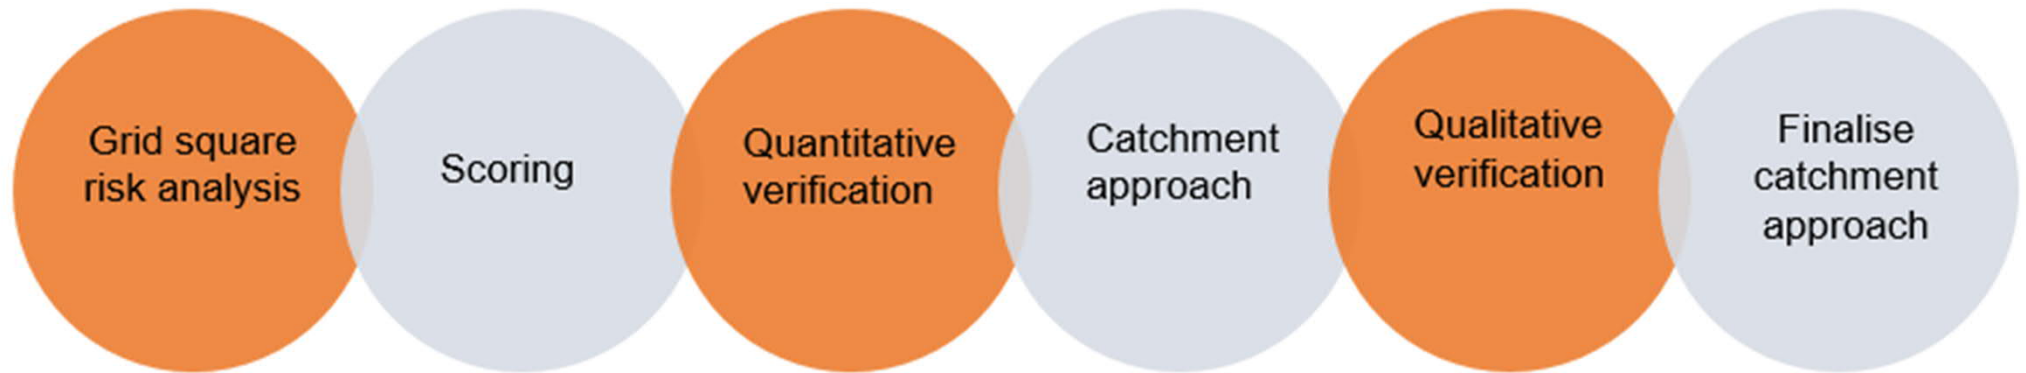 Grid square
risk analysis
Scoring
Quantitative
verification
Catchment
approach
Qualitative
verification
Finalise
catchment
approach